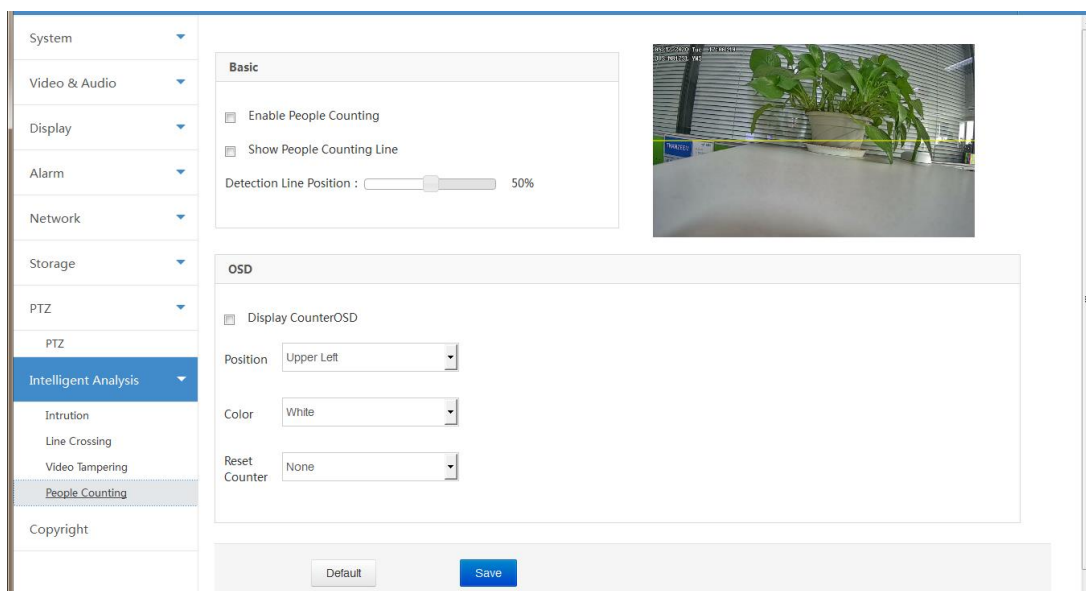 System
Video & Audio
Display
Alarm
Network
Storage
PTZ
PTZ
Intelligent Analysis
Intrution
Line Crossing
Video Tampering
People Counting
Copyright
Basic
Enable People Counting
Show People Counting Line
Detection Line Position : 50%
OSD
Display CounterOSD
Position Upper Left
Color White
Reset Counter None
Default Save